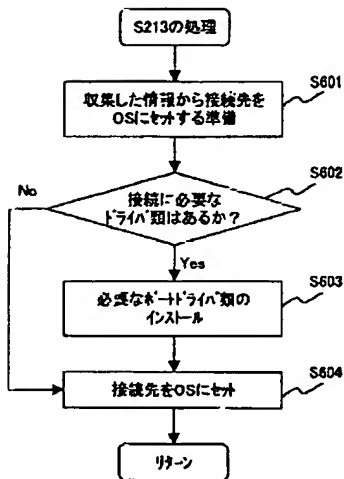 S213の処理
S601
収集した情報から接続先を
OSにセットする準備
S602
No
接続に必要な
ドライバ類はあるか?
Yes
S603
必要なポートドライバ類の
インストール
S604
接続先をOSにセット
リターン